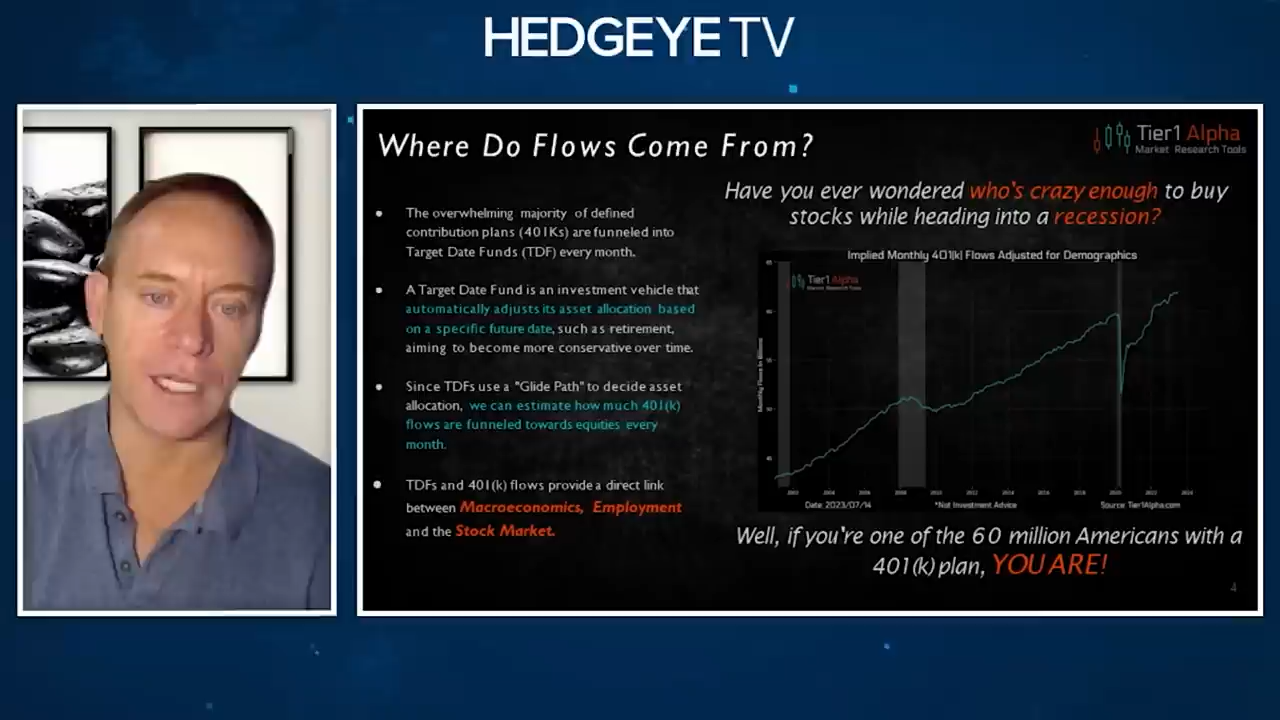 HEDGEYE TV
Where Do Flows Come From?
Tier1 Alpha
Market Research Tools
The overwhelming majority of defined
contribution plans (401Ks) are funneled into
Target Date Funds (TDF) every month.
A Target Date Fund is an investment vehicle that
automatically adjusts its asset allocation based
on a specific future date, such as retirement,
aiming to become more conservative over time.
Since TDFs use a "Glide Path" to decide asset
allocation, we can estimate how much 401(k)
flows are funneled towards equities every
month.
TDFs and 401(k) flows provide a direct link
between Macroeconomics, Employment
and the Stock Market.
Have you ever wondered who's crazy enough to buy
stocks while heading into a recession?
Implied Monthly 401(k) Flows Adjusted for Demographics
Tier1 Alpha
Market Research Tools
Date: 2023/07/14 *Not Investment Advice Source: Tier1Alpha.com
Well, if you're one of the 60 million Americans with a
401(k) plan, YOU ARE!
4